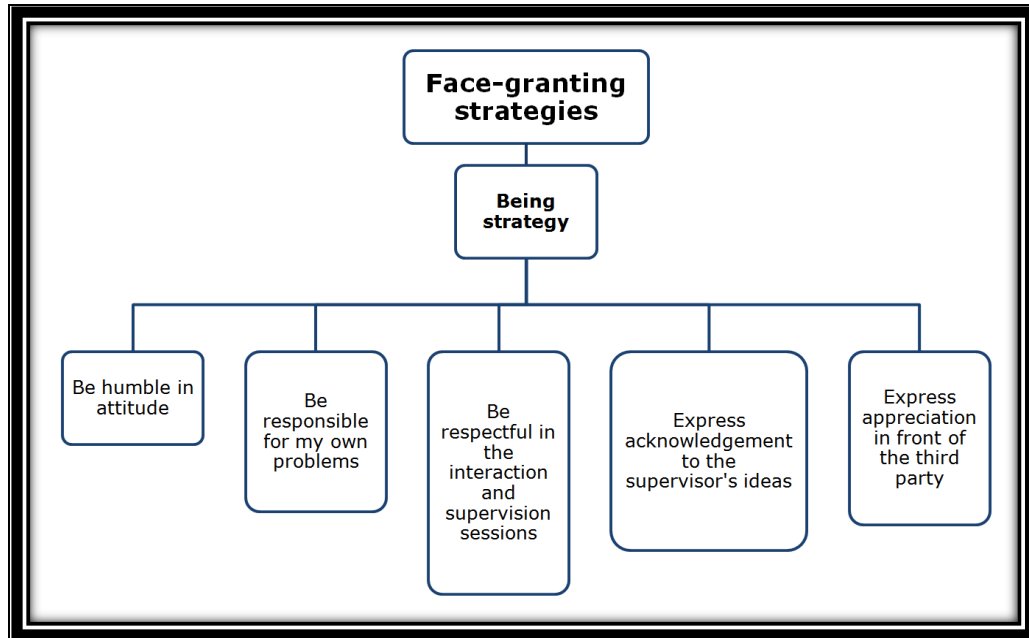 Face-granting
strategies
Being
strategy
Be humble in
attitude
Be
responsible
for my own
problems
Be
respectful in
the
interaction
and
supervision
sessions
Express
acknowledgement
to the
supervisor's ideas
Express
appreciation
in front of
the third
party